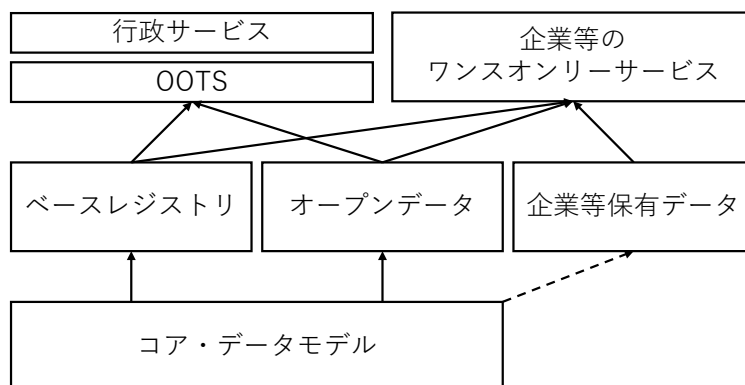 行政サービス
OOTS
企業等の
ワンスオンリーサービス
ベースレジストリ
オープンデータ
企業等保有データ
コア・データモデル